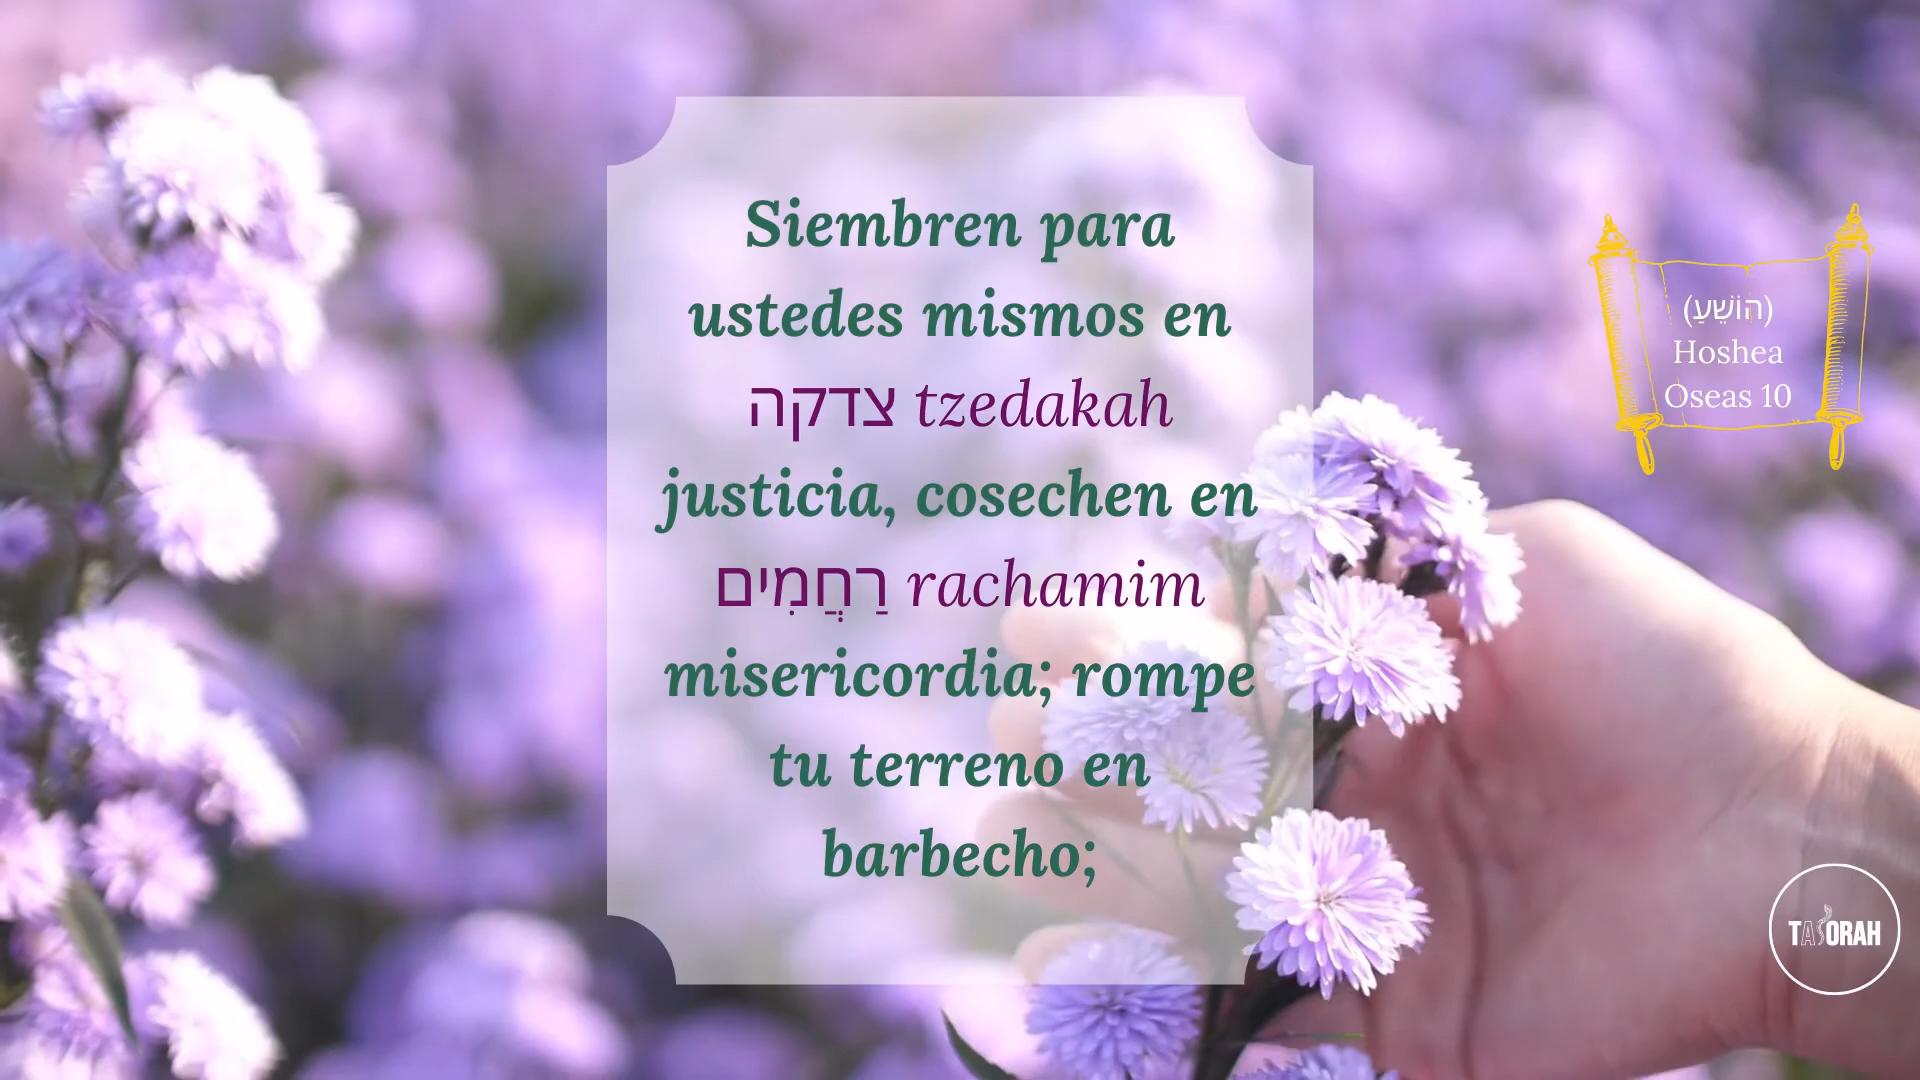 Siembren para
ustedes mismos en
צדקה tzedakah
justicia, cosechen en
רַחֲמִים rachamim
misericordia; rompe
tu terreno en
barbecho;
(הוֹשֵׁעַ)
Hoshea
Oseas 10
TAJORAH